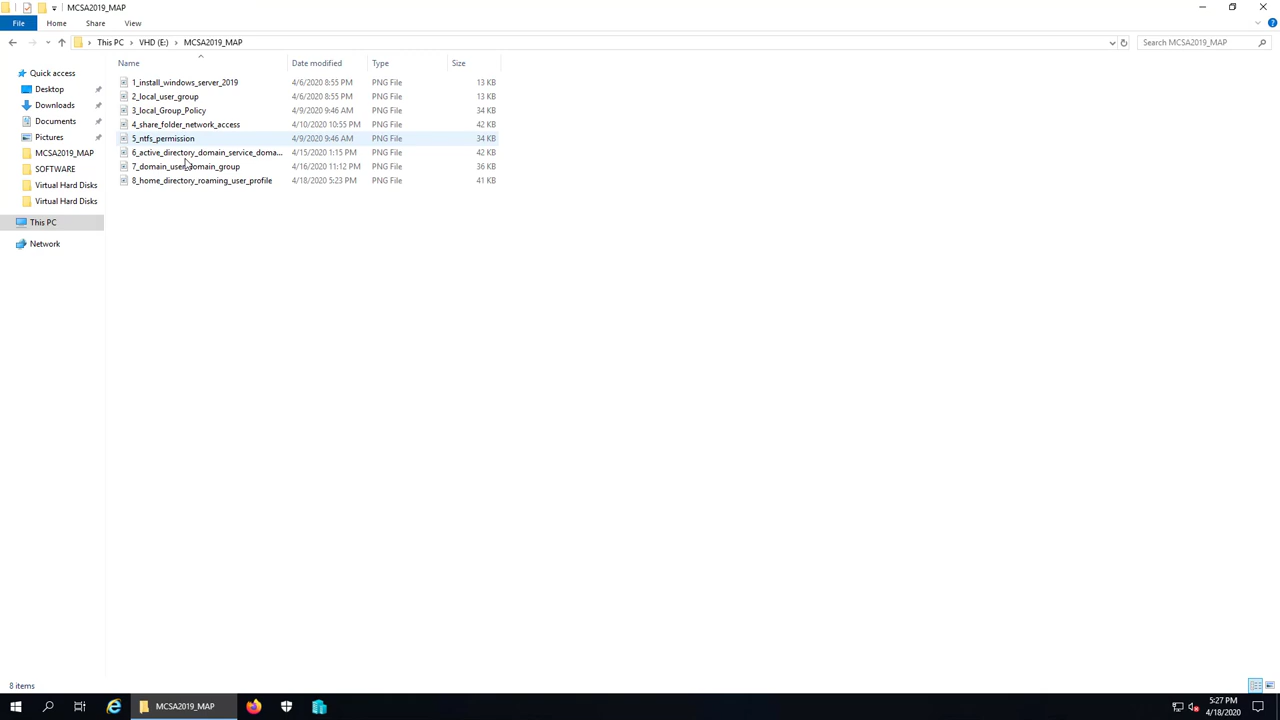 MCSA2019_MAP
File Home Share View
This PC VHD (E:) MCSA2019_MAP Search MCSA2019_MAP
Name Date modified Type Size
Quick access
Desktop
Downloads
Documents
Pictures
MCSA2019_MAP
SOFTWARE
Virtual Hard Disks
Virtual Hard Disks
This PC
Network
1_install_windows_server_2019 4/6/2020 8:55 PM PNG File 13 KB
2_local_user_group 4/6/2020 8:55 PM PNG File 13 KB
3_local_Group_Policy 4/9/2020 9:46 AM PNG File 34 KB
4_share_folder_network_access 4/10/2020 10:55 PM PNG File 42 KB
5_ntfs_permission 4/9/2020 9:46 AM PNG File 34 KB
6_active_directory_domain_service_doma... 4/15/2020 1:15 PM PNG File 42 KB
7_domain_user_domain_group 4/16/2020 11:12 PM PNG File 36 KB
8_home_directory_roaming_user_profile 4/18/2020 5:23 PM PNG File 41 KB
8 items
MCSA2019_MAP
5:27 PM
4/18/2020